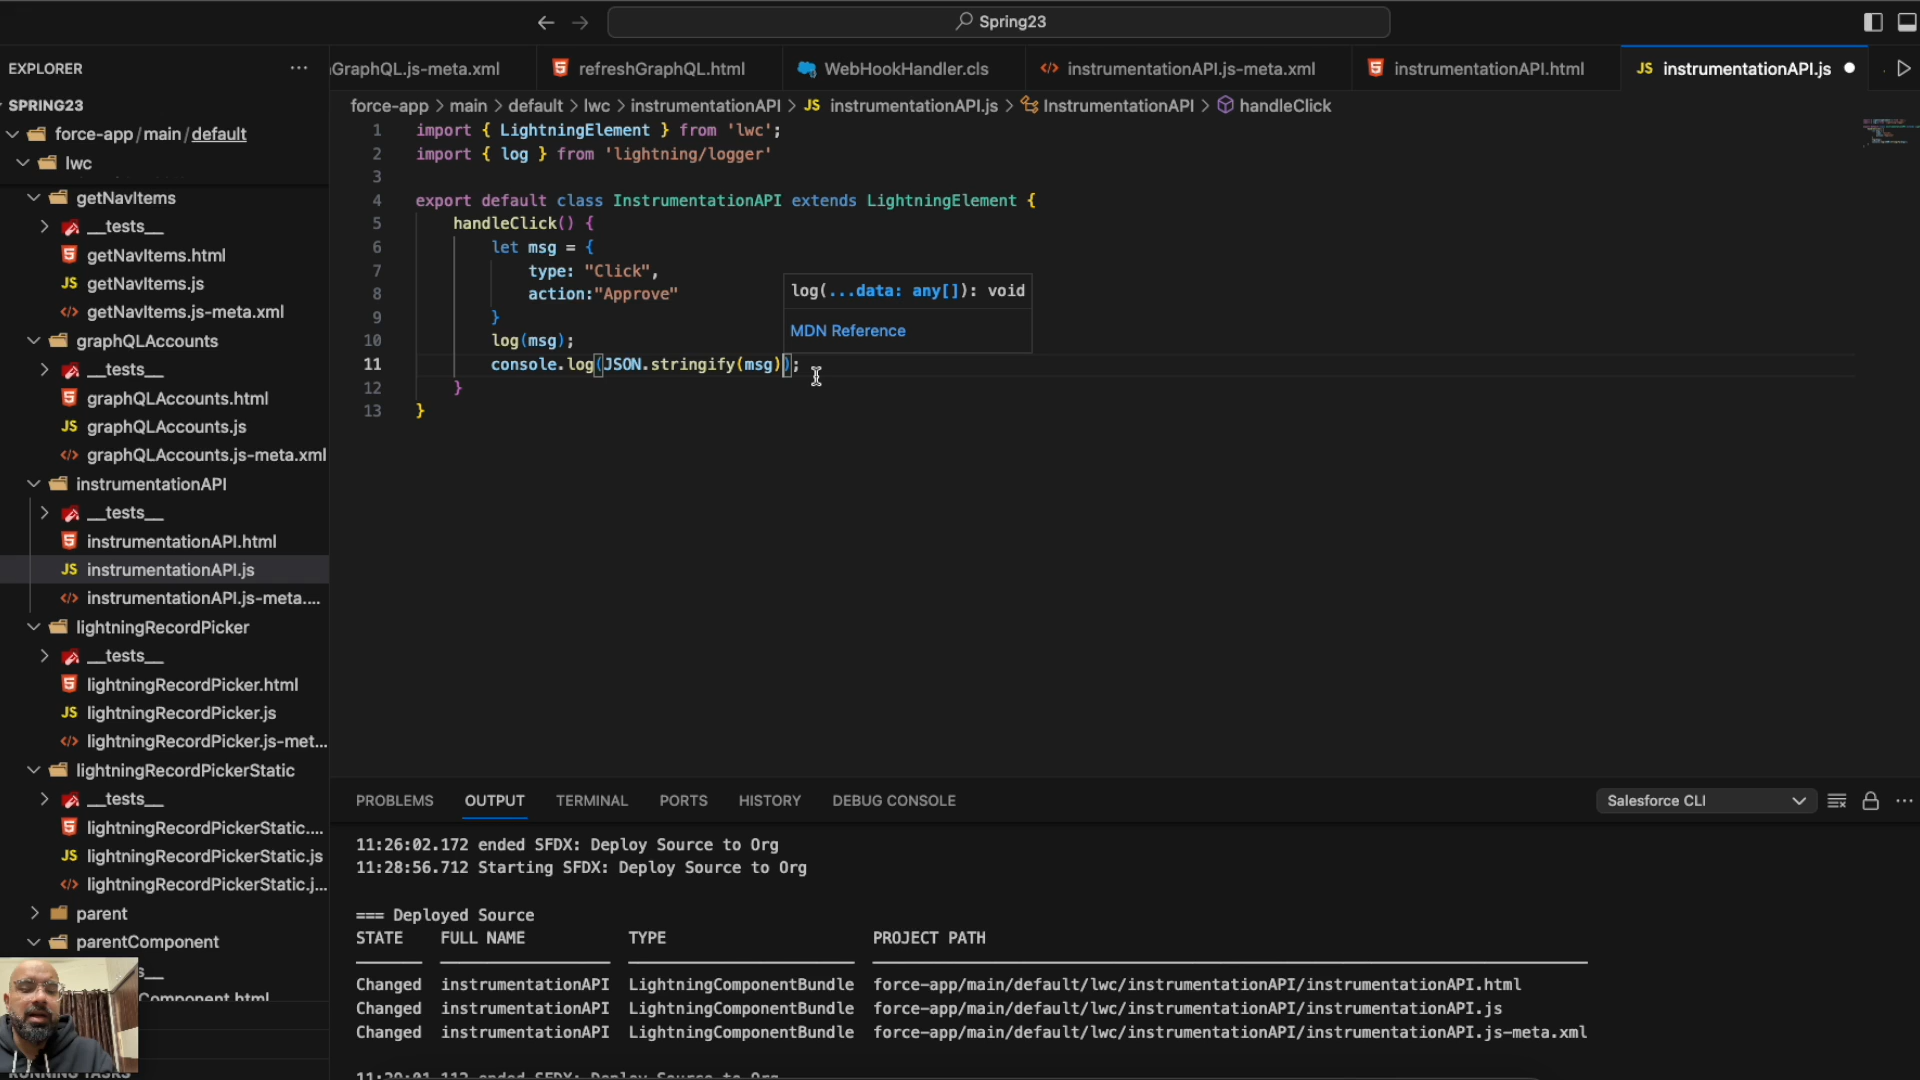 Spring23
EXPLORER
GraphQL.js-meta.xml
refreshGraphQL.html
WebHookHandler.cls
instrumentationAPI.js-meta.xml
instrumentationAPI.html
JS instrumentationAPI.js
SPRING23
force-app > main > default > lwc > instrumentationAPI > JS instrumentationAPI.js > InstrumentationAPI > handleClick
force-app/main/default
lwc
getNavItems
__tests__
getNavItems.html
JS getNavItems.js
getNavItems.js-meta.xml
graphQLAccounts
__tests__
graphQLAccounts.html
JS graphQLAccounts.js
graphQLAccounts.js-meta.xml
instrumentationAPI
__tests__
instrumentationAPI.html
JS instrumentationAPI.js
instrumentationAPI.js-meta....
lightningRecordPicker
__tests__
lightningRecordPicker.html
JS lightningRecordPicker.js
lightningRecordPicker.js-met...
lightningRecordPickerStatic
__tests__
lightningRecordPickerStatic....
JS lightningRecordPickerStatic.js
lightningRecordPickerStatic.j...
parent
parentComponent
RUNNING TASKS
1 import { LightningElement } from 'lwc';
2 import { log } from 'lightning/logger'
3
4 export default class InstrumentationAPI extends LightningElement {
5 handleClick() {
6 let msg = {
7 type: "Click",
8 action:"Approve"
9 }
10 log(msg);
11 console.log(JSON.stringify(msg));
12 }
13 }
log(...data: any[]): void
MDN Reference
PROBLEMS OUTPUT TERMINAL PORTS HISTORY DEBUG CONSOLE
Salesforce CLI
11:26:02.172 ended SFDX: Deploy Source to Org
11:28:56.712 Starting SFDX: Deploy Source to Org
=== Deployed Source
STATE FULL NAME TYPE PROJECT PATH
Changed instrumentationAPI LightningComponentBundle force-app/main/default/lwc/instrumentationAPI/instrumentationAPI.html
Changed instrumentationAPI LightningComponentBundle force-app/main/default/lwc/instrumentationAPI/instrumentationAPI.js
Changed instrumentationAPI LightningComponentBundle force-app/main/default/lwc/instrumentationAPI/instrumentationAPI.js-meta.xml